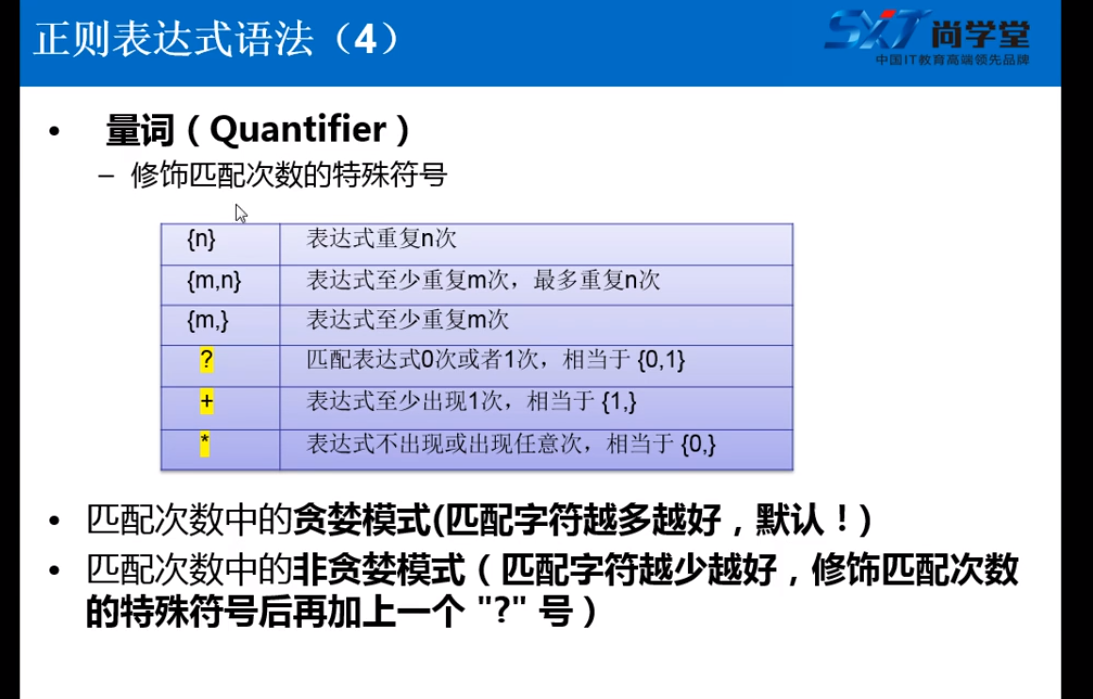 正则表达式语法（4）
SXT 尚学堂
中国IT教育高端领先品牌
• 量词（Quantifier）
– 修饰匹配次数的特殊符号
{n} 表达式重复n次
{m,n} 表达式至少重复m次，最多重复n次
{m,} 表达式至少重复m次
? 匹配表达式0次或者1次，相当于 {0,1}
+ 表达式至少出现1次，相当于 {1,}
* 表达式不出现或出现任意次，相当于 {0,}
• 匹配次数中的贪婪模式(匹配字符越多越好，默认！)
• 匹配次数中的非贪婪模式（匹配字符越少越好，修饰匹配次数
的特殊符号后再加上一个 "?" 号）